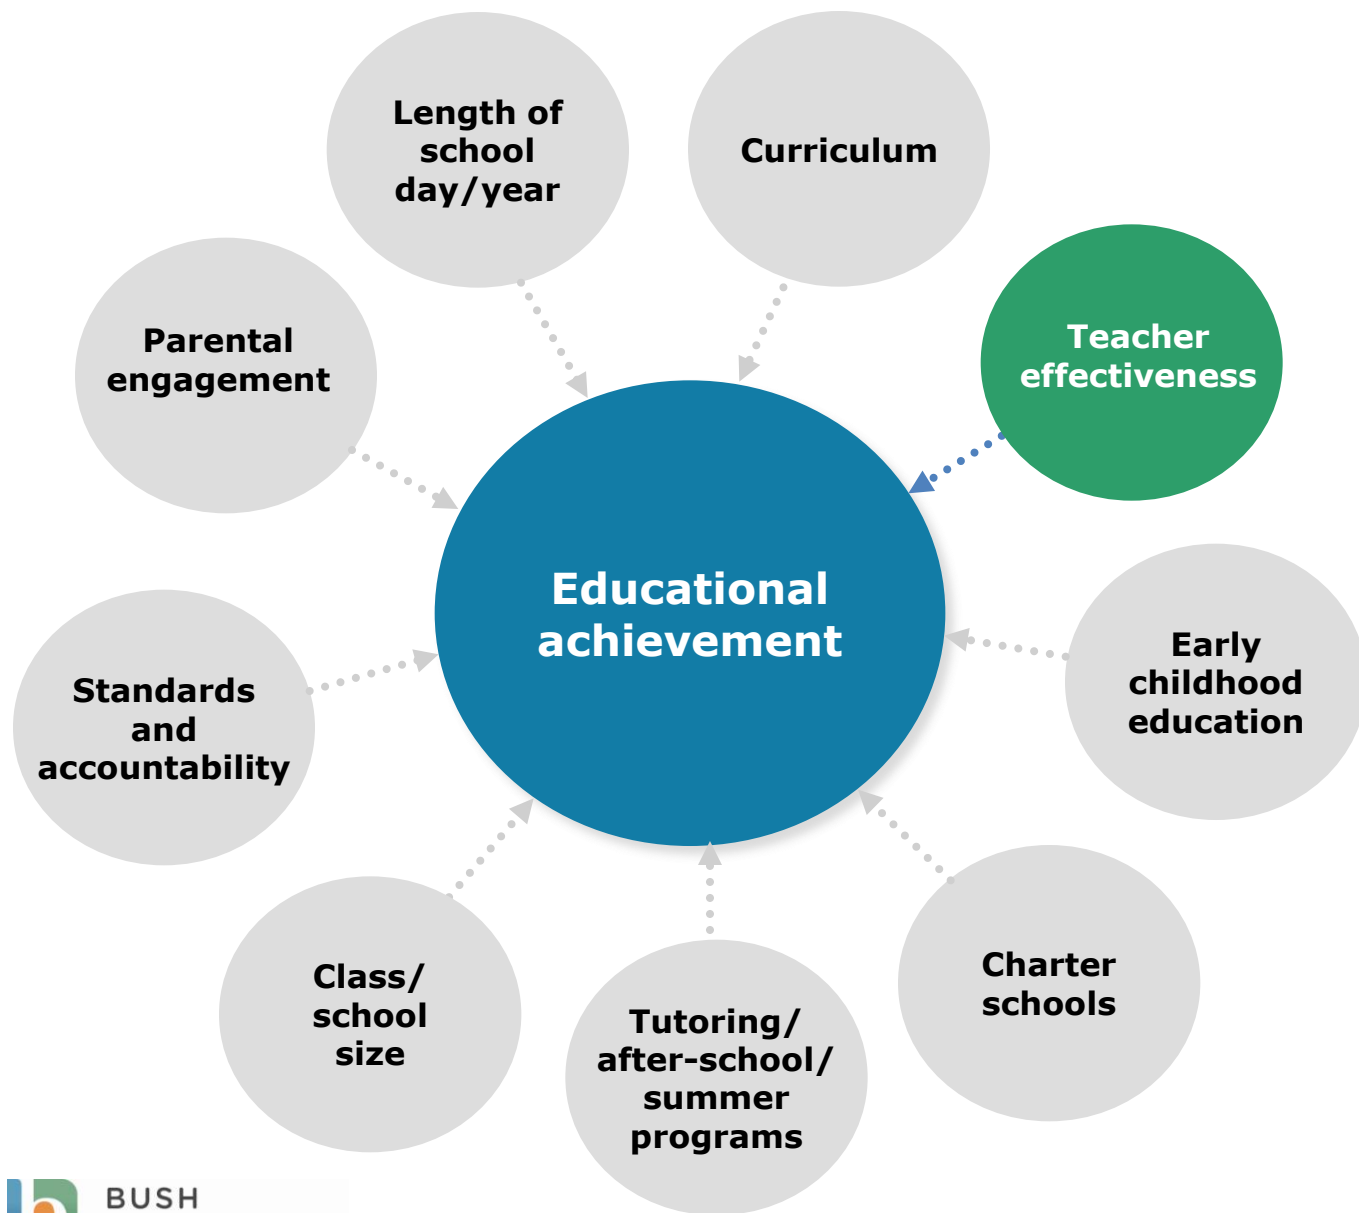 Length of
school
day/year
Curriculum
Parental
engagement
Teacher
effectiveness
Educational
achievement
Early
childhood
education
Standards
and
accountability
Class/
school
size
Tutoring/
after-school/
summer
programs
Charter
schools
BUSH